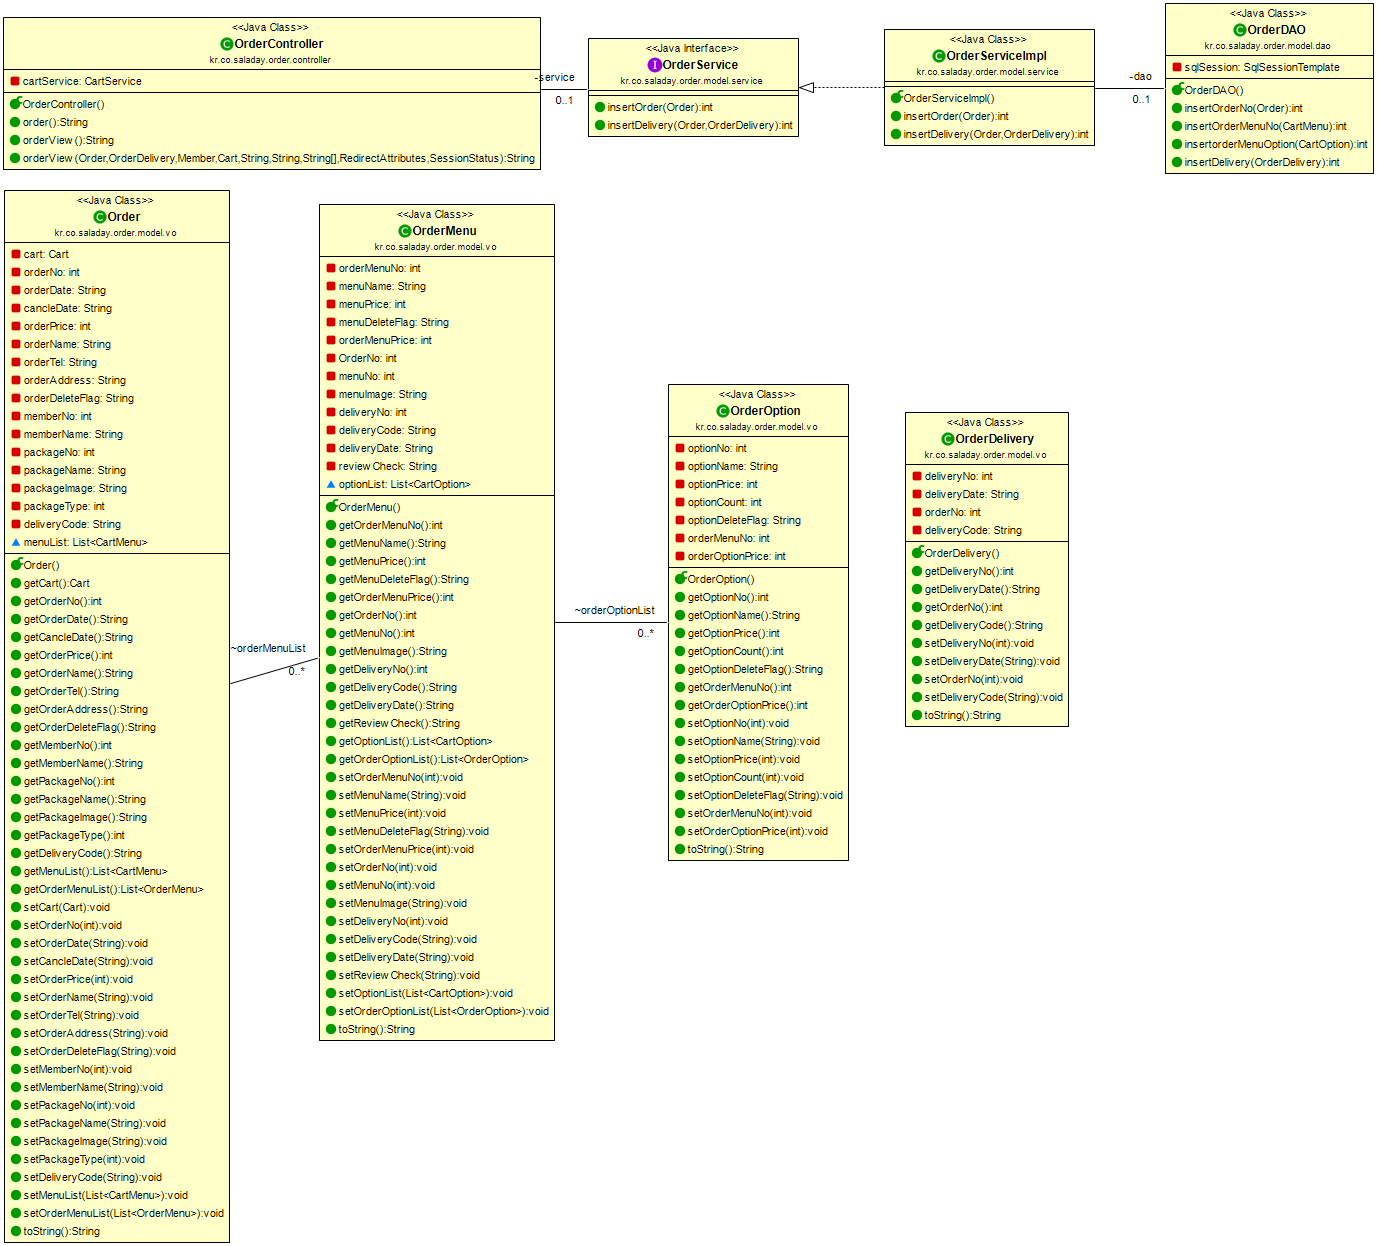 <<Java Class>>
OrderController
kr.co.saladay.order.controller
cartService: CartService
OrderController()
order():String
orderView():String
orderView(Order,OrderDelivery,Member,Cart,String,String,String[],RedirectAttributes,SessionStatus):String
-service
0..1
<<Java Interface>>
OrderService
kr.co.saladay.order.model.service
insertOrder(Order):int
insertDelivery(Order,OrderDelivery):int
<<Java Class>>
OrderServiceImpl
kr.co.saladay.order.model.service
OrderServiceImpl()
insertOrder(Order):int
insertDelivery(Order,OrderDelivery):int
-dao
0..1
<<Java Class>>
OrderDAO
kr.co.saladay.order.model.dao
sqlSession: SqlSessionTemplate
OrderDAO()
insertOrderNo(Order):int
insertOrderMenuNo(CartMenu):int
insertorderMenuOption(CartOption):int
insertDelivery(OrderDelivery):int
<<Java Class>>
Order
kr.co.saladay.order.model.vo
cart: Cart
orderNo: int
orderDate: String
cancleDate: String
orderPrice: int
orderName: String
orderTel: String
orderAddress: String
orderDeleteFlag: String
memberNo: int
memberName: String
packageNo: int
packageName: String
packageImage: String
packageType: int
deliveryCode: String
menuList: List<CartMenu>
Order()
getCart():Cart
getOrderNo():int
getOrderDate():String
getCancleDate():String
getOrderPrice():int
getOrderName():String
getOrderTel():String
getOrderAddress():String
getOrderDeleteFlag():String
getMemberNo():int
getMemberName():String
getPackageNo():int
getPackageName():String
getPackageImage():String
getPackageType():int
getDeliveryCode():String
getMenuList():List<CartMenu>
getOrderMenuList():List<OrderMenu>
setCart(Cart):void
setOrderNo(int):void
setOrderDate(String):void
setCancleDate(String):void
setOrderPrice(int):void
setOrderName(String):void
setOrderTel(String):void
setOrderAddress(String):void
setOrderDeleteFlag(String):void
setMemberNo(int):void
setMemberName(String):void
setPackageNo(int):void
setPackageName(String):void
setPackageImage(String):void
setPackageType(int):void
setDeliveryCode(String):void
setMenuList(List<CartMenu>):void
setOrderMenuList(List<OrderMenu>):void
toString():String
~orderMenuList
0..*
<<Java Class>>
OrderMenu
kr.co.saladay.order.model.vo
orderMenuNo: int
menuName: String
menuPrice: int
menuDeleteFlag: String
orderMenuPrice: int
OrderNo: int
menuNo: int
menuImage: String
deliveryNo: int
deliveryCode: String
deliveryDate: String
reviewCheck: String
optionList: List<CartOption>
OrderMenu()
getOrderMenuNo():int
getMenuName():String
getMenuPrice():int
getMenuDeleteFlag():String
getOrderMenuPrice():int
getOrderNo():int
getMenuNo():int
getMenuImage():String
getDeliveryNo():int
getDeliveryCode():String
getDeliveryDate():String
getReviewCheck():String
getOptionList():List<CartOption>
getOrderOptionList():List<OrderOption>
setOrderMenuNo(int):void
setMenuName(String):void
setMenuPrice(int):void
setMenuDeleteFlag(String):void
setOrderMenuPrice(int):void
setOrderNo(int):void
setMenuNo(int):void
setMenuImage(String):void
setDeliveryNo(int):void
setDeliveryCode(String):void
setDeliveryDate(String):void
setReviewCheck(String):void
setOptionList(List<CartOption>):void
setOrderOptionList(List<OrderOption>):void
toString():String
~orderOptionList
0..*
<<Java Class>>
OrderOption
kr.co.saladay.order.model.vo
optionNo: int
optionName: String
optionPrice: int
optionCount: int
optionDeleteFlag: String
orderMenuNo: int
orderOptionPrice: int
OrderOption()
getOptionNo():int
getOptionName():String
getOptionPrice():int
getOptionCount():int
getOptionDeleteFlag():String
getOrderMenuNo():int
getOrderOptionPrice():int
setOptionNo(int):void
setOptionName(String):void
setOptionPrice(int):void
setOptionCount(int):void
setOptionDeleteFlag(String):void
setOrderMenuNo(int):void
setOrderOptionPrice(int):void
toString():String
<<Java Class>>
OrderDelivery
kr.co.saladay.order.model.vo
deliveryNo: int
deliveryDate: String
orderNo: int
deliveryCode: String
OrderDelivery()
getDeliveryNo():int
getDeliveryDate():String
getOrderNo():int
getDeliveryCode():String
setDeliveryNo(int):void
setDeliveryDate(String):void
setOrderNo(int):void
setDeliveryCode(String):void
toString():String